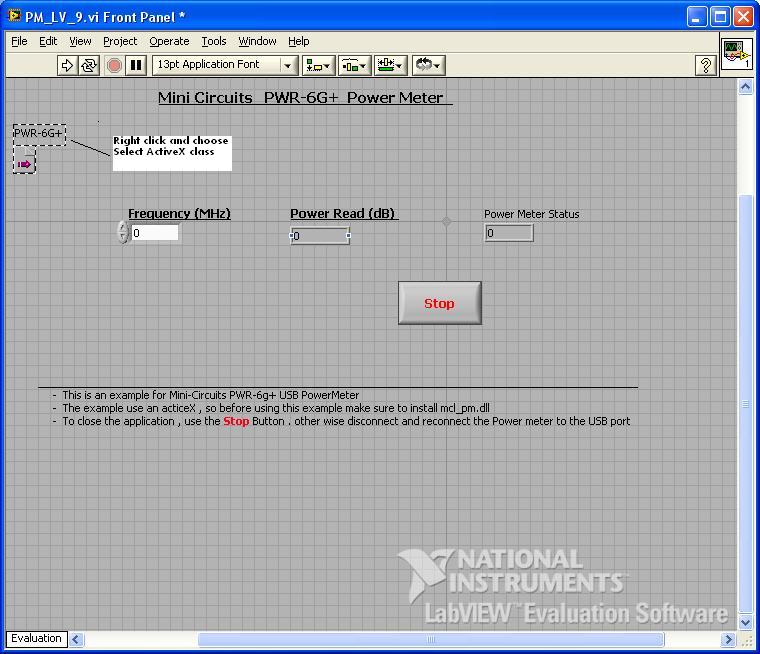 PM_LV_9.vi Front Panel *
File Edit View Project Operate Tools Window Help
13pt Application Font
?
1
Mini Circuits PWR-6G+ Power Meter
PWR-6G+
Right click and choose
Select ActiveX class
Frequency (MHz) Power Read (dB) Power Meter Status
0 0 0
Stop
- This is an example for Mini-Circuits PWR-6g+ USB PowerMeter
- The example use an acticeX , so before using this example make sure to install mcl_pm.dll
- To close the application , use the Stop Button . other wise disconnect and reconnect the Power meter to the USB port
NATIONAL
INSTRUMENTS™
LabVIEW™ Evaluation Software
Evaluation